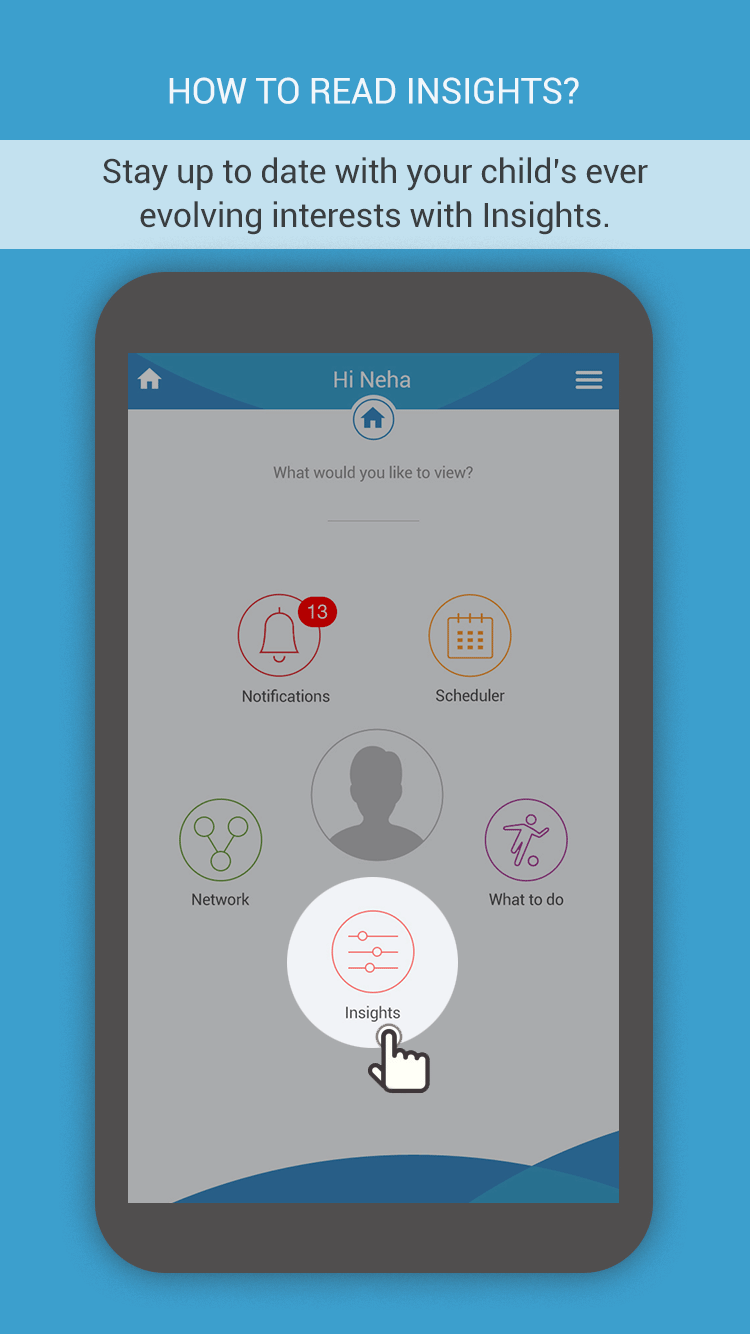 HOW TO READ INSIGHTS?
Stay up to date with your child's ever
evolving interests with Insights.
Hi Neha
What would you like to view?
13
Notifications
Scheduler
Network
What to do
Insights